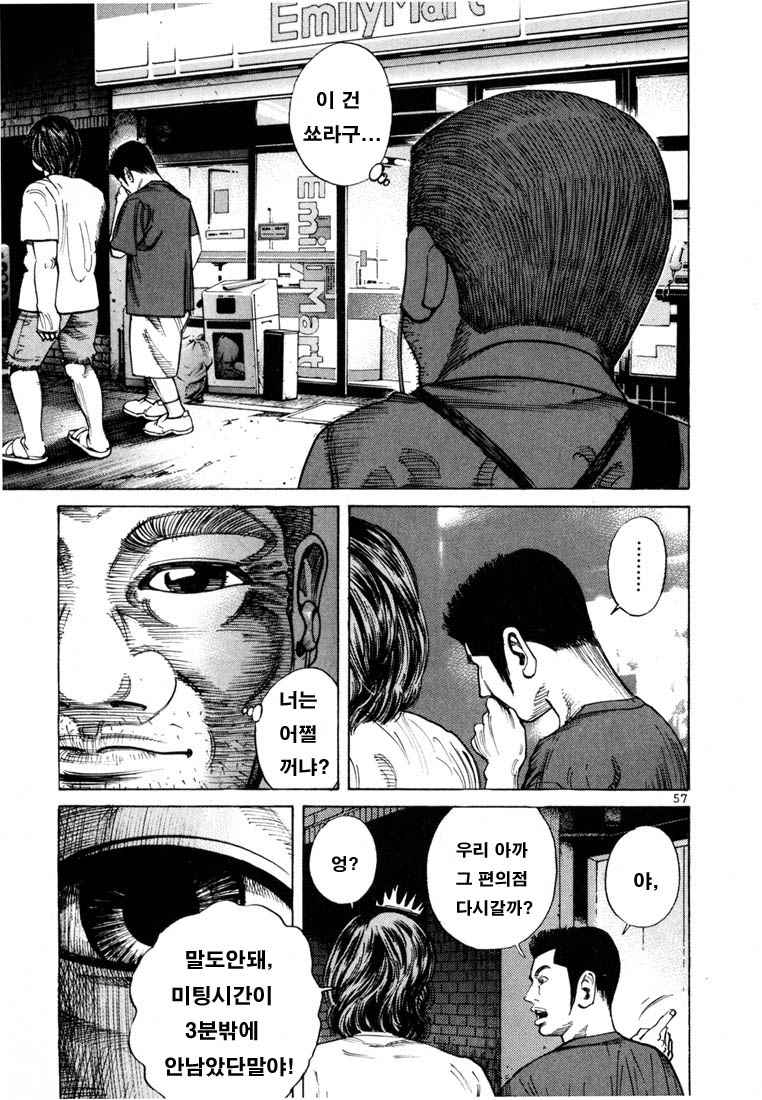 EmilyMart
이 건
쑈라구...
Emily Mart
.........
너는
어쩔
꺼냐?
57
야,
우리 아까
그 편의점
다시갈까?
엉?
말도안돼,
미팅시간이
3분밖에
안남았단말야!